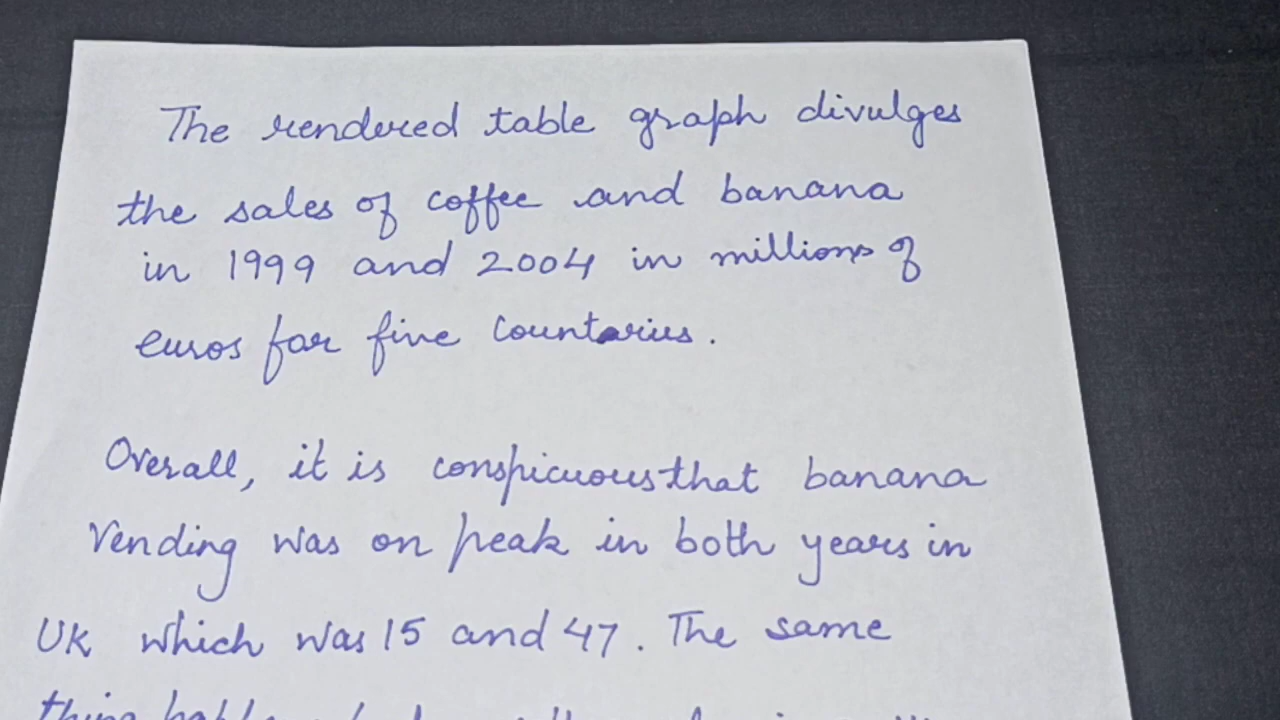 The rendered table graph divulges
the sales of coffee and banana
in 1999 and 2004 in millions of
euros for five countaries.
Overall, it is conspicuous that banana
Vending was on peak in both years in
UK which was 15 and 47. The same
thing